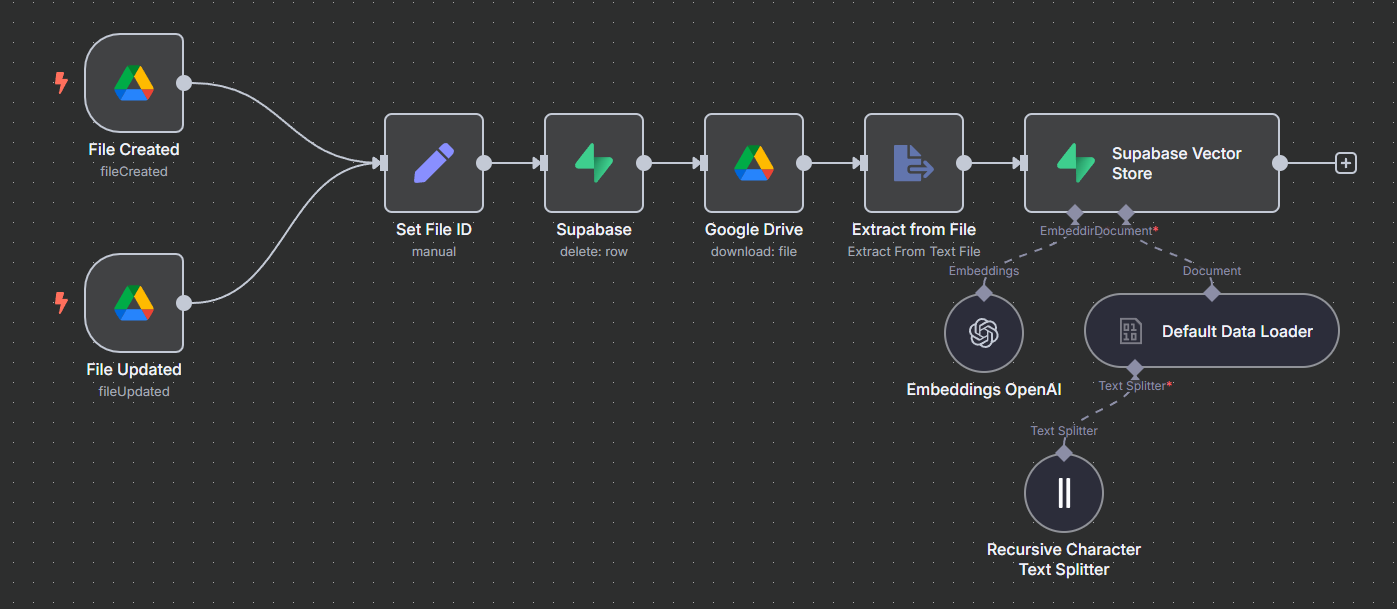 File Created
fileCreated
File Updated
fileUpdated
Set File ID
manual
Supabase
delete: row
Google Drive
download: file
Extract from File
Extract From Text File
Supabase Vector
Store
EmbeddirDocument*
Embeddings
Document
Embeddings OpenAI
01
10
Default Data Loader
Text Splitter*
Text Splitter
Recursive Character
Text Splitter